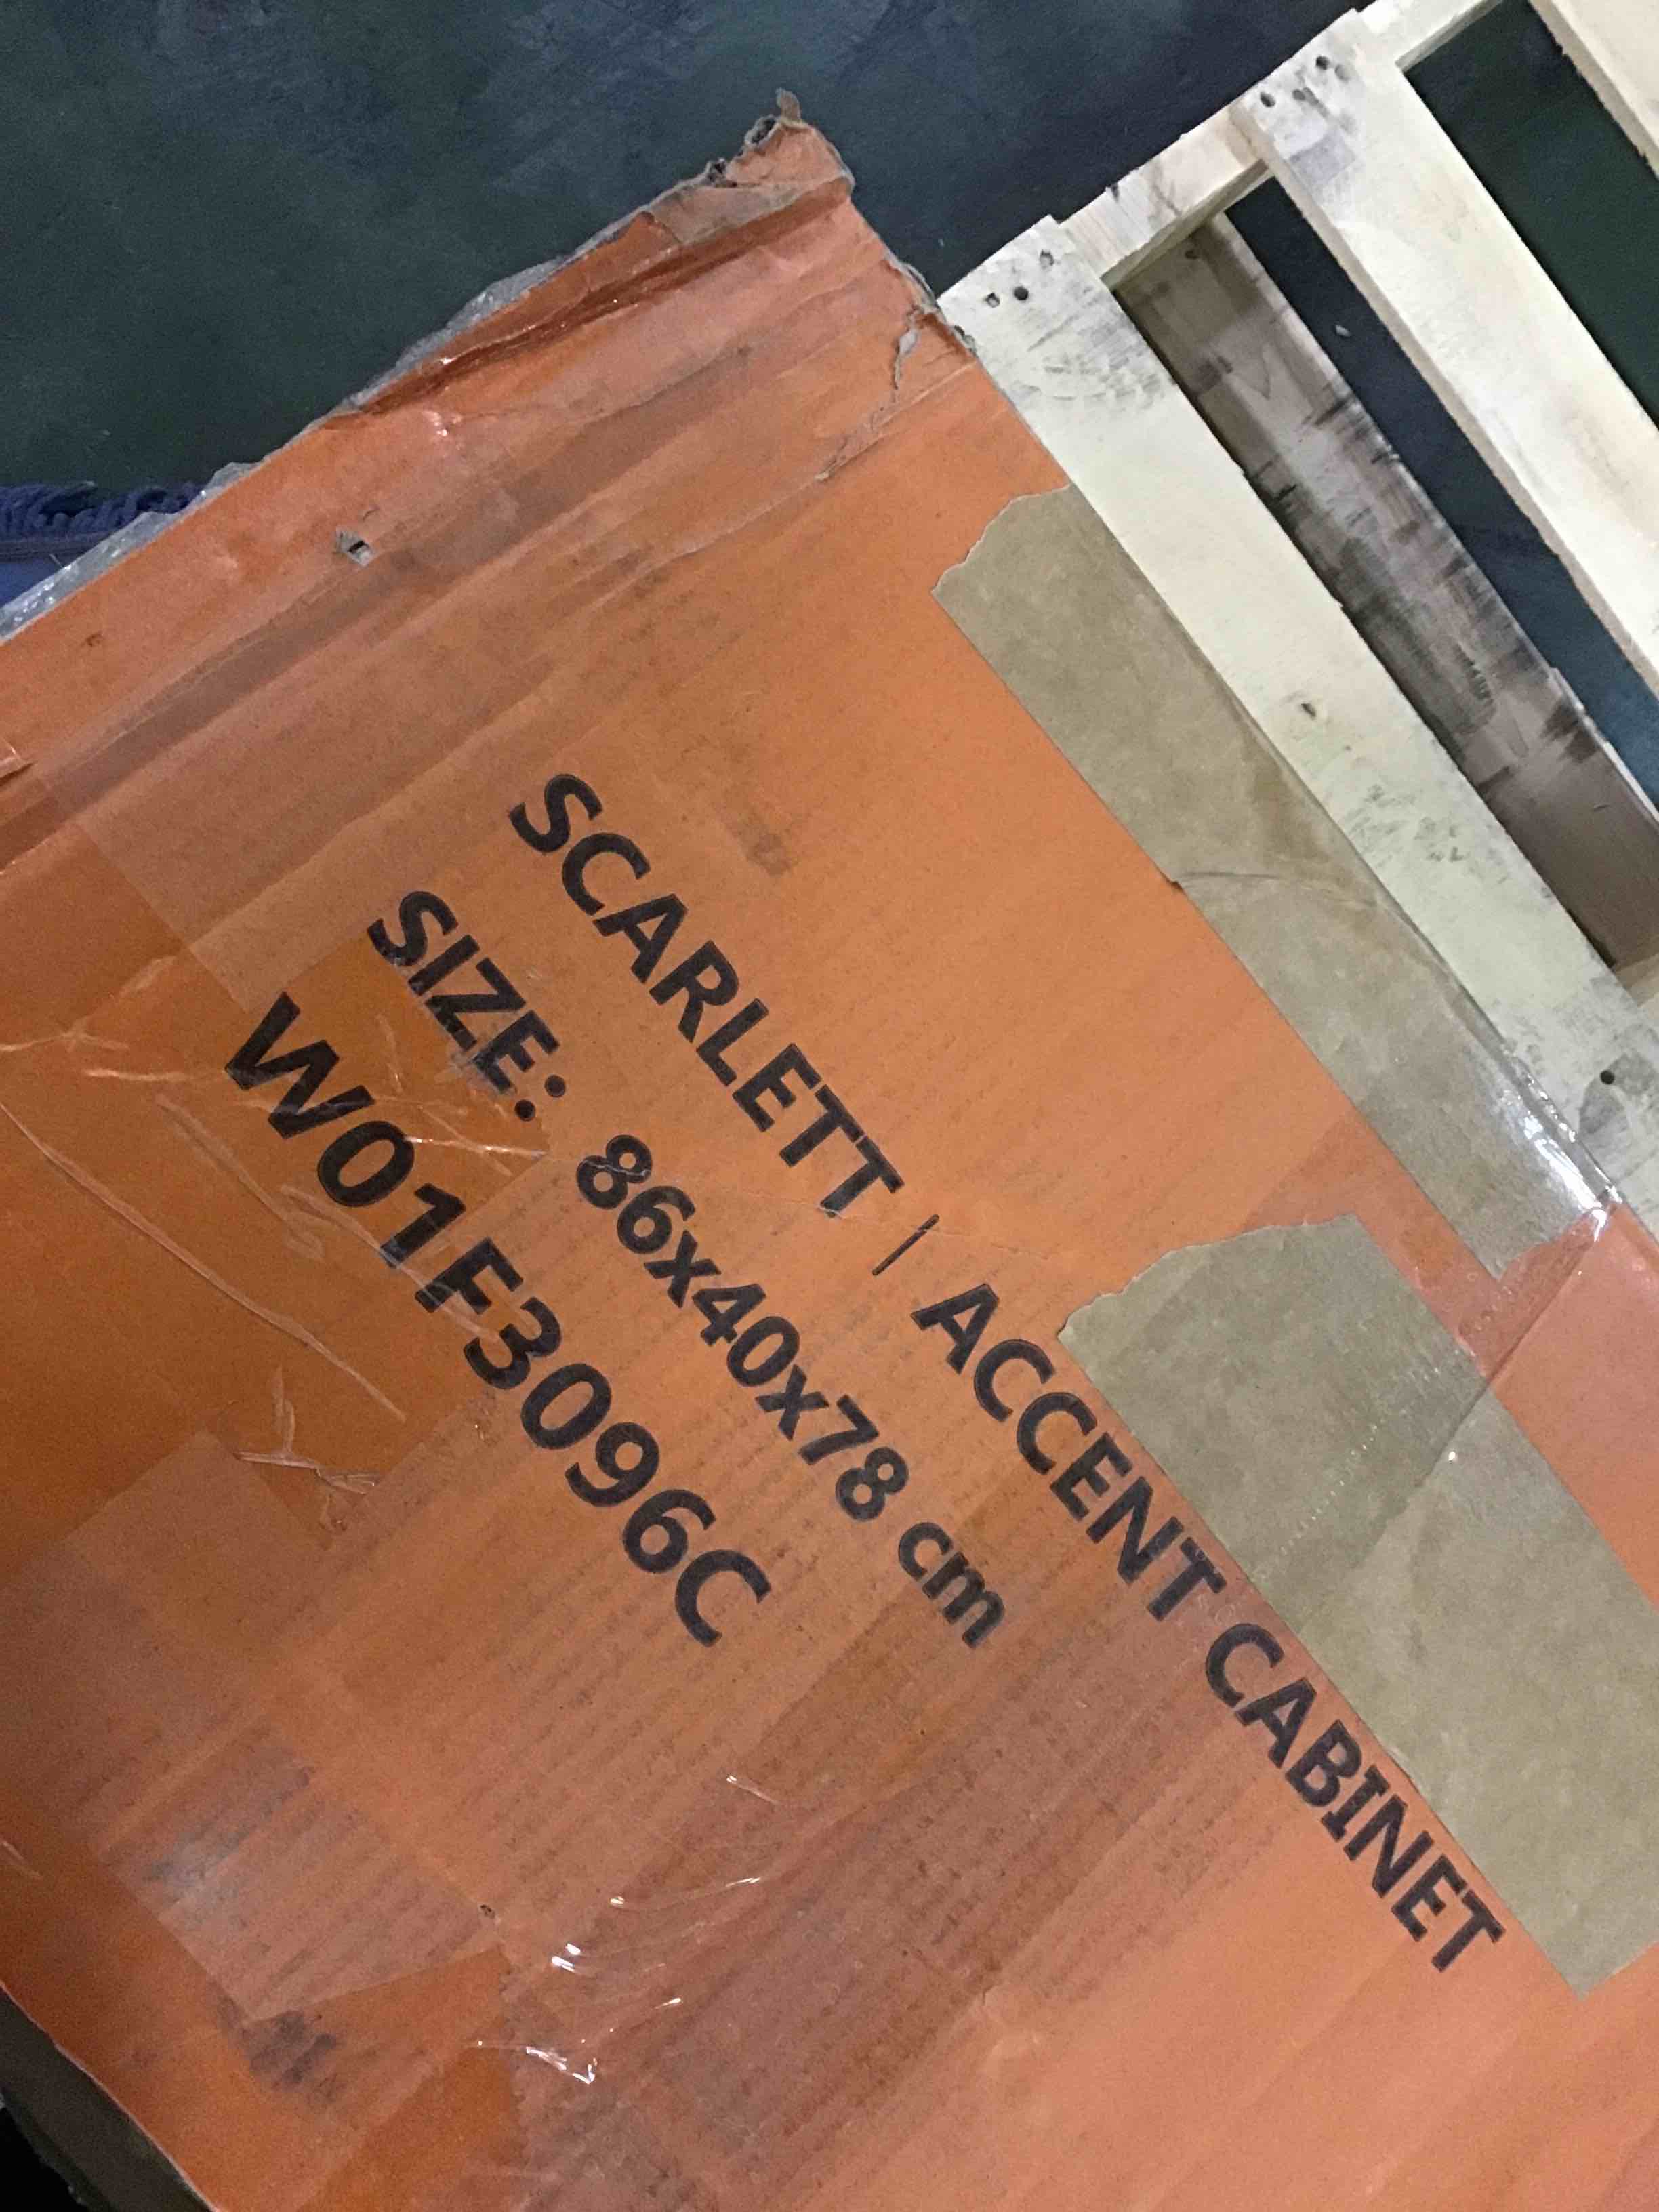 SCARLETT | ACCENT CABINET
SIZE: 86x40x78 cm
W01F3096C